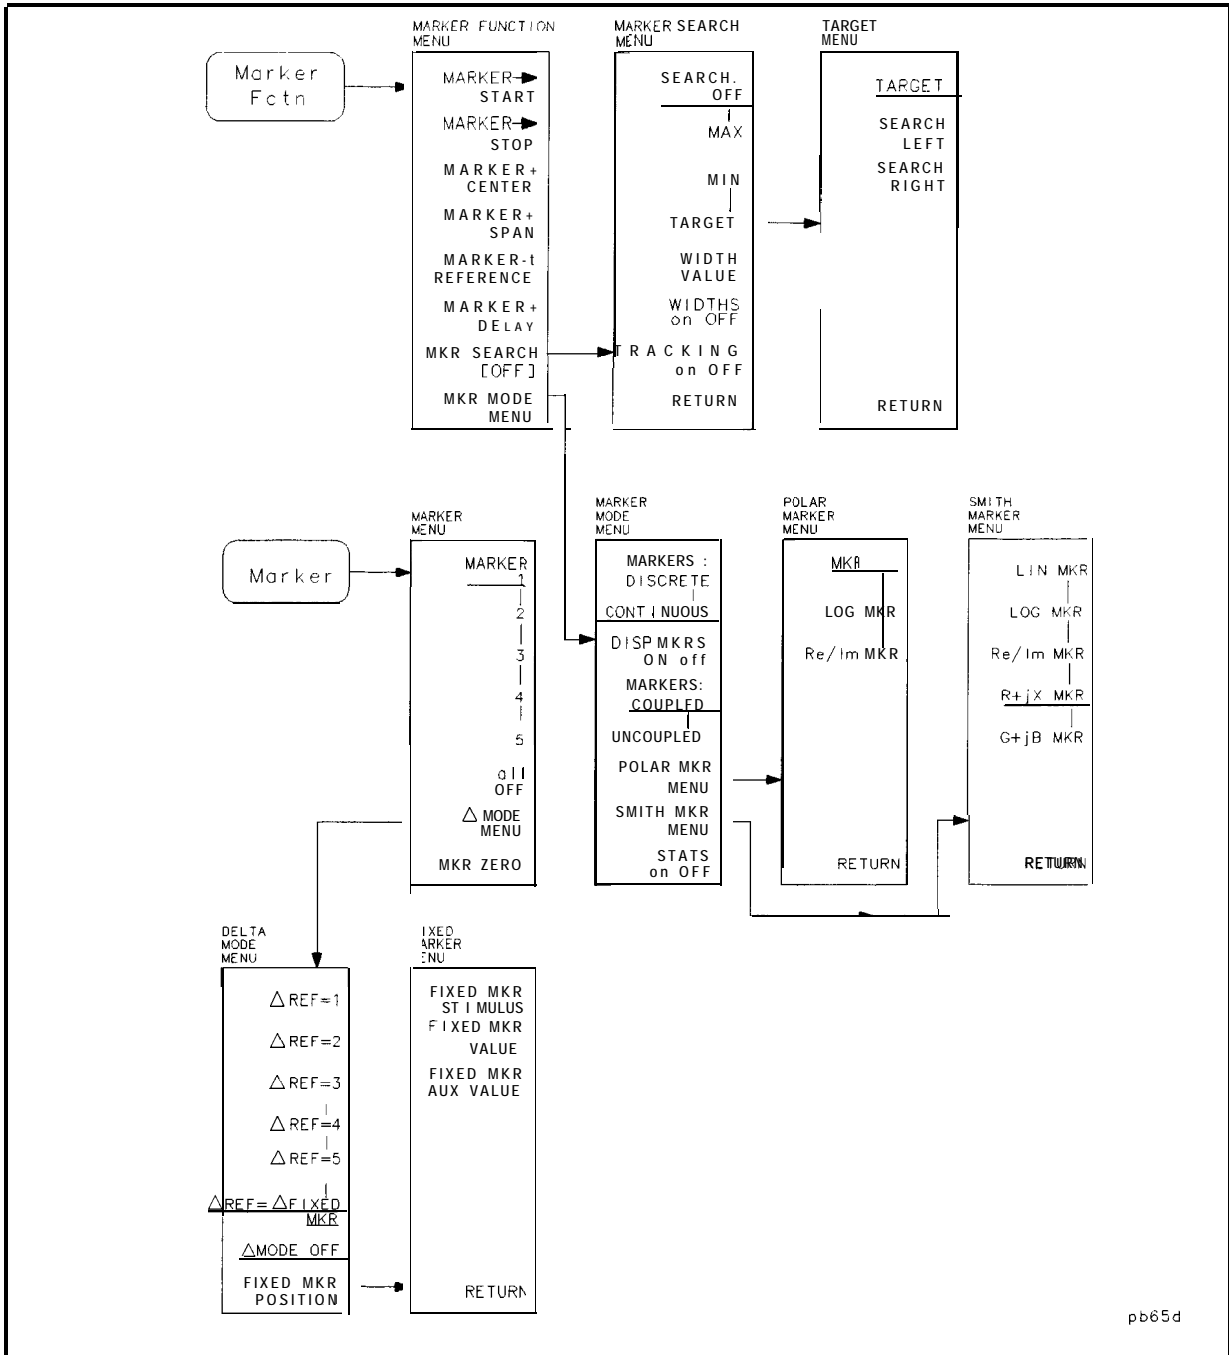 MARKER FUNCTION
MENU
MARKER SEARCH
MENU
TARGET
MENU
Marker
Fctn
MARKER
START
MARKER
STOP
MARKER+
CENTER
MARKER+
SPAN
MARKER-t
REFERENCE
MARKER+
DELAY
MKR SEARCH
[OFF]
MKR MODE
MENU
SEARCH.
OFF
MAX
MIN
TARGET
WIDTH
VALUE
WIDTHS
on OFF
TRACKING
on OFF
RETURN
TARGET
SEARCH
LEFT
SEARCH
RIGHT
RETURN
MARKER
MENU
MARKER
MODE
MENU
POLAR
MARKER
MENU
SMITH
MARKER
MENU
Marker
MARKER
1
2
3
4
5
all
OFF
△ MODE
MENU
MKR ZERO
MARKERS :
DISCRETE
CONTINUOUS
DISP MKRS
ON off
MARKERS:
COUPLED
UNCOUPLED
POLAR MKR
MENU
SMITH MKR
MENU
STATS
on OFF
MKR
LOG MKR
Re/Im MKR
RETURN
LIN MKR
LOG MKR
Re/Im MKR
R+jX MKR
G+jB MKR
RETURN
DELTA
MODE
MENU
IXED
ARKER
ENU
△ REF=1
△ REF=2
△ REF=3
△ REF=4
△ REF=5
△REF= △FIXED
MKR
△MODE OFF
FIXED MKR
POSITION
FIXED MKR
STIMULUS
FIXED MKR
VALUE
FIXED MKR
AUX VALUE
RETURN
pb65d